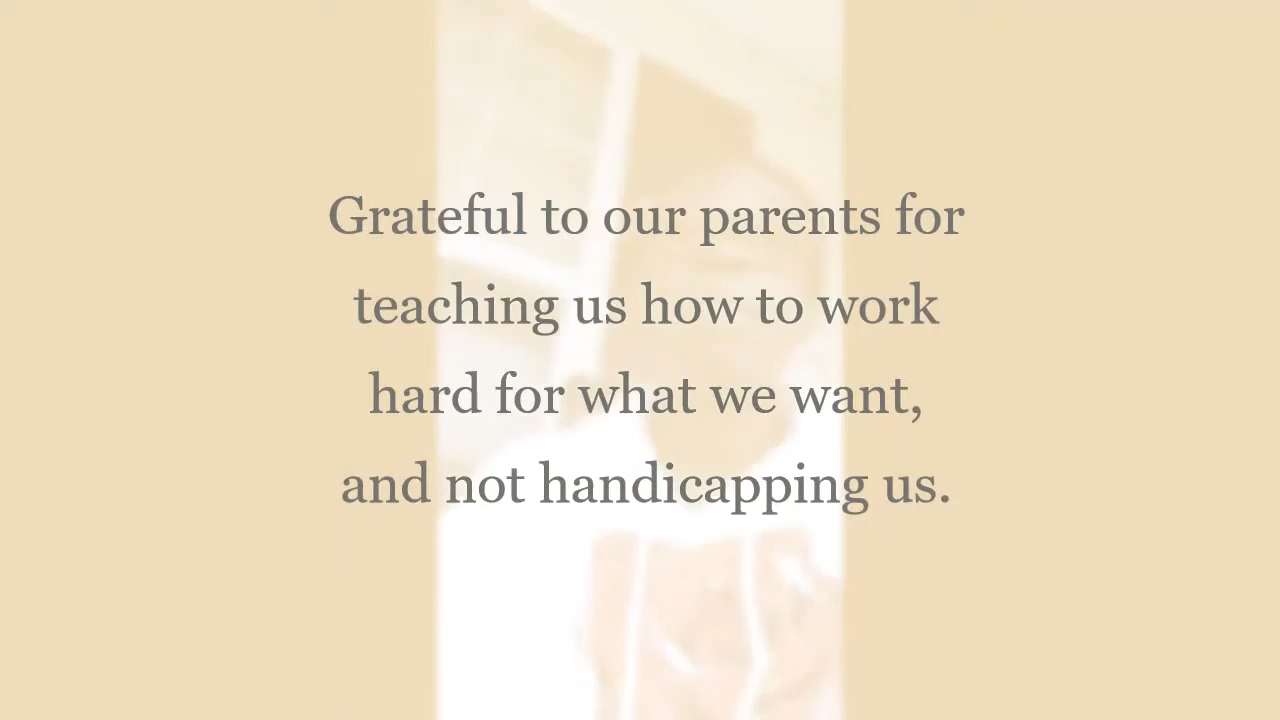 Grateful to our parents for
teaching us how to work
hard for what we want,
and not handicapping us.